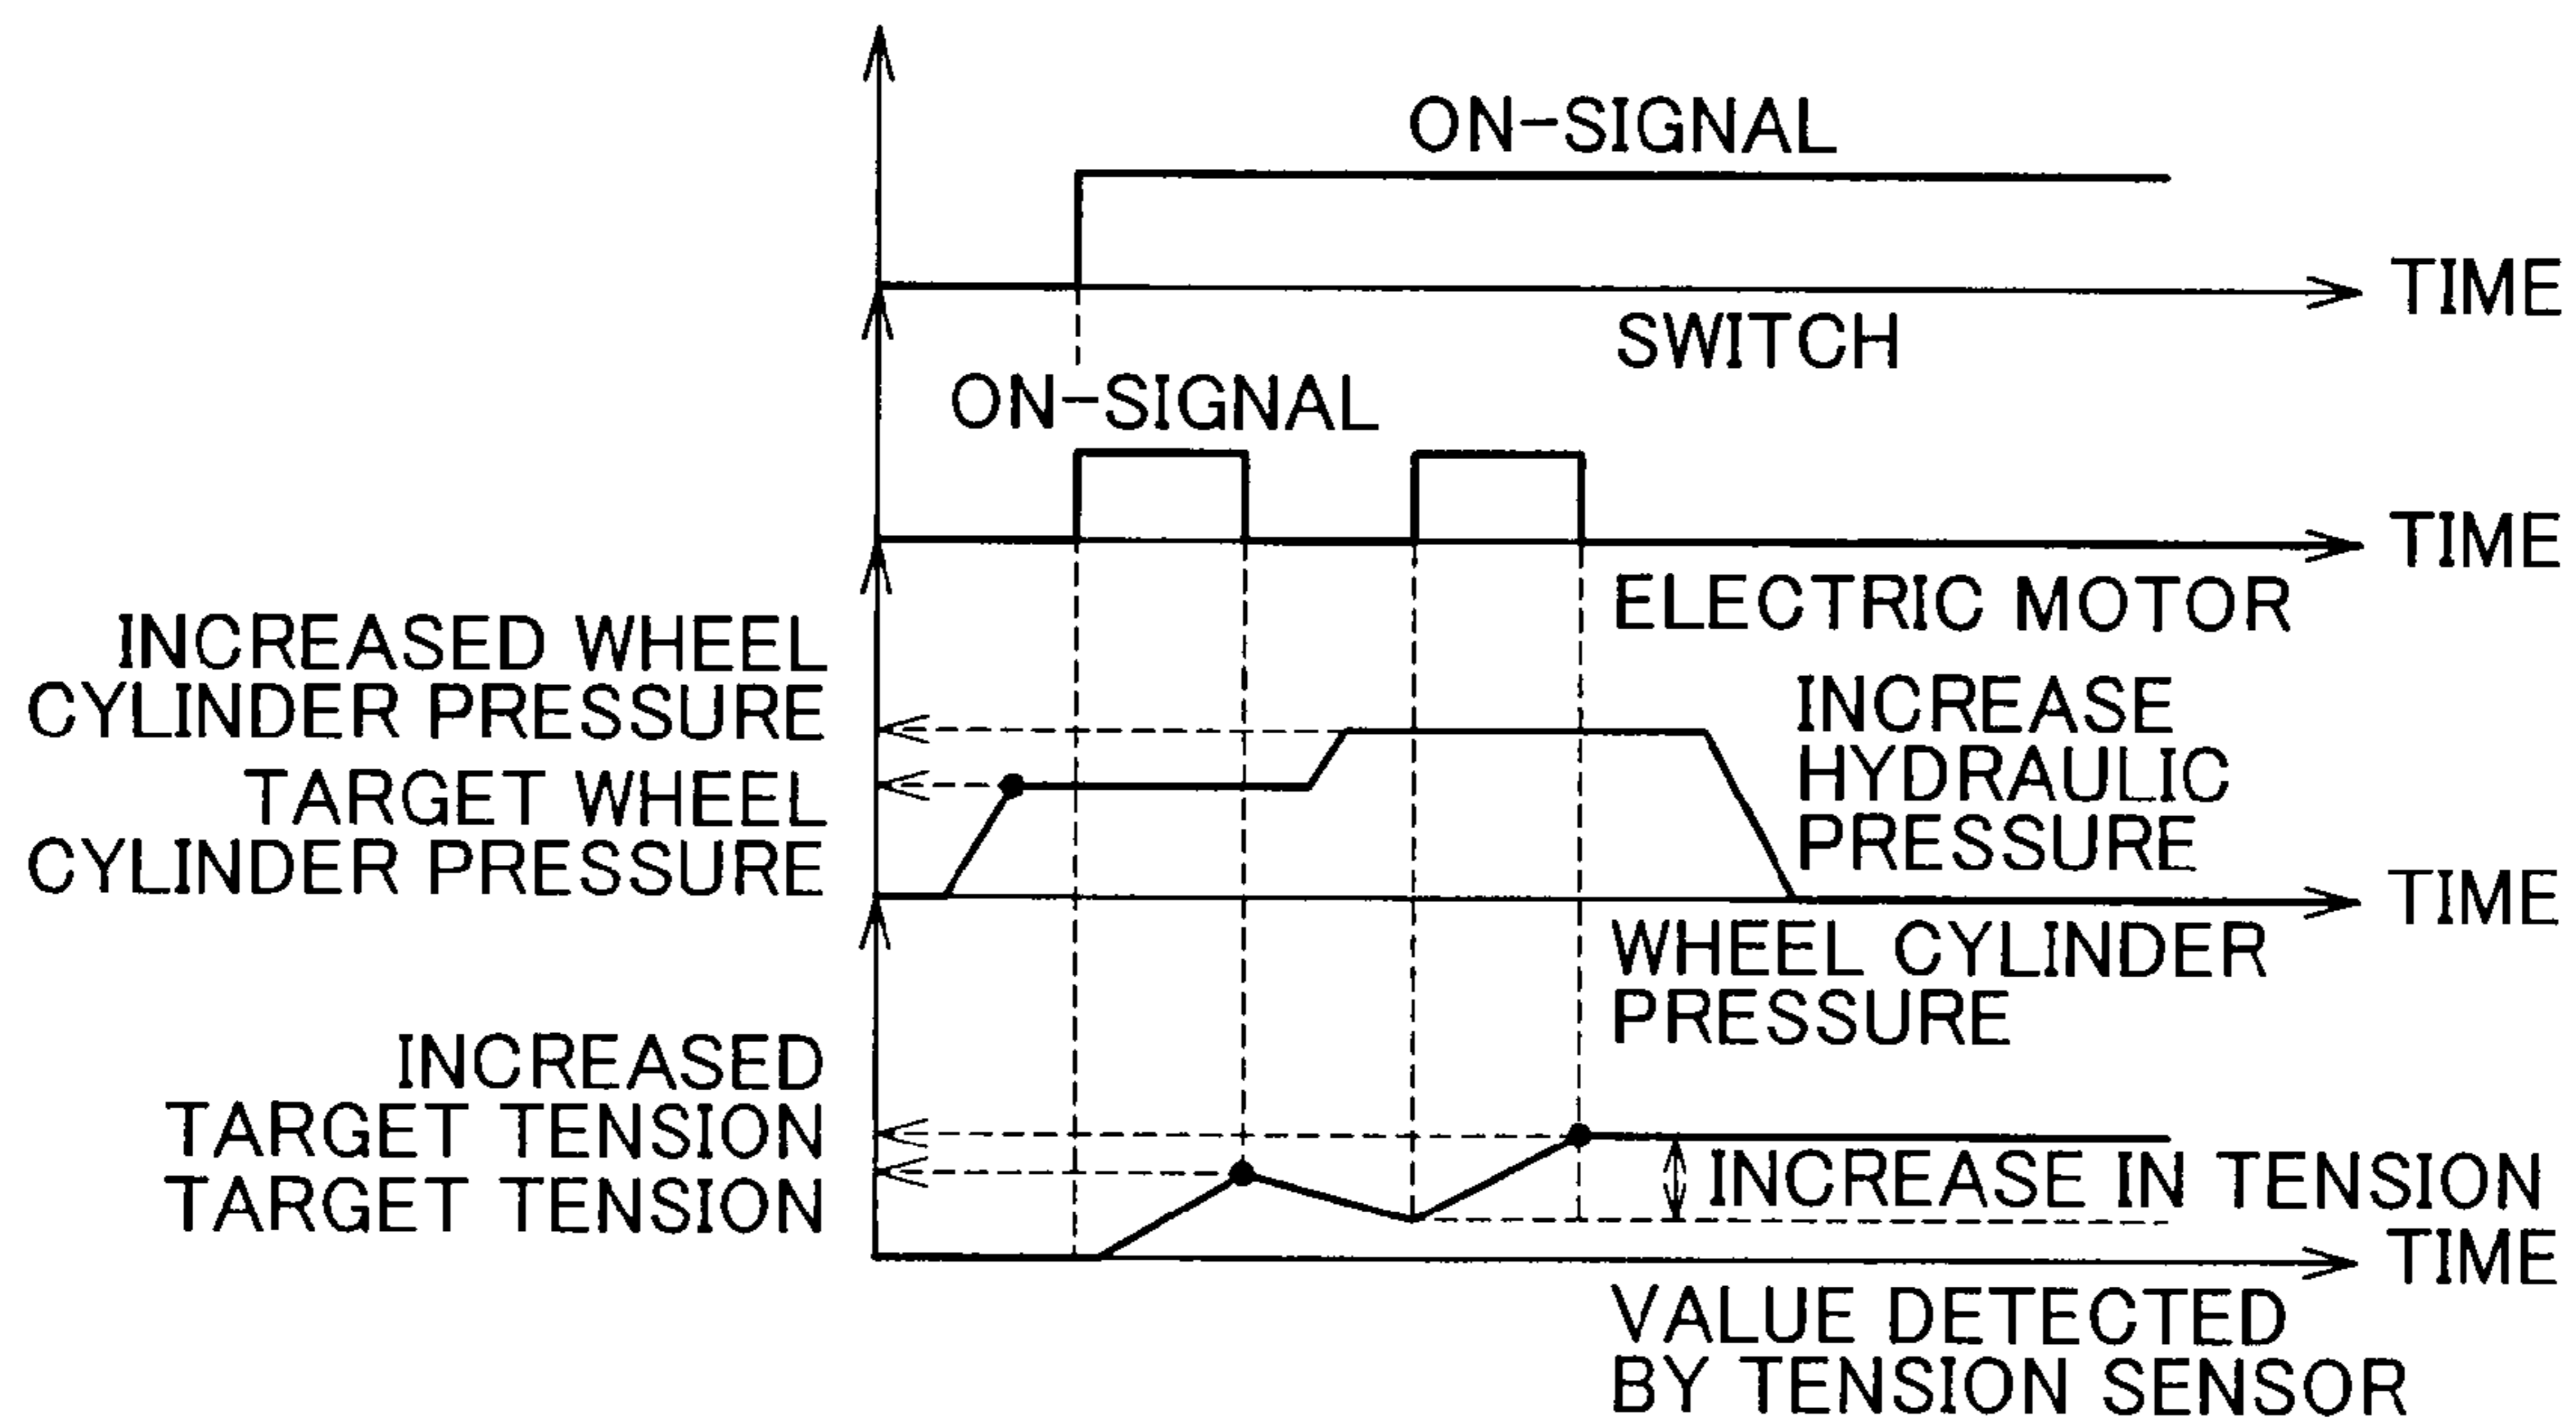 ON-SIGNAL
TIME
SWITCH
ON-SIGNAL
TIME
ELECTRIC MOTOR
INCREASED WHEEL
CYLINDER PRESSURE
TARGET WHEEL
CYLINDER PRESSURE
INCREASE
HYDRAULIC
PRESSURE
TIME
WHEEL CYLINDER
PRESSURE
INCREASED
TARGET TENSION
TARGET TENSION
INCREASE IN TENSION
TIME
VALUE DETECTED
BY TENSION SENSOR